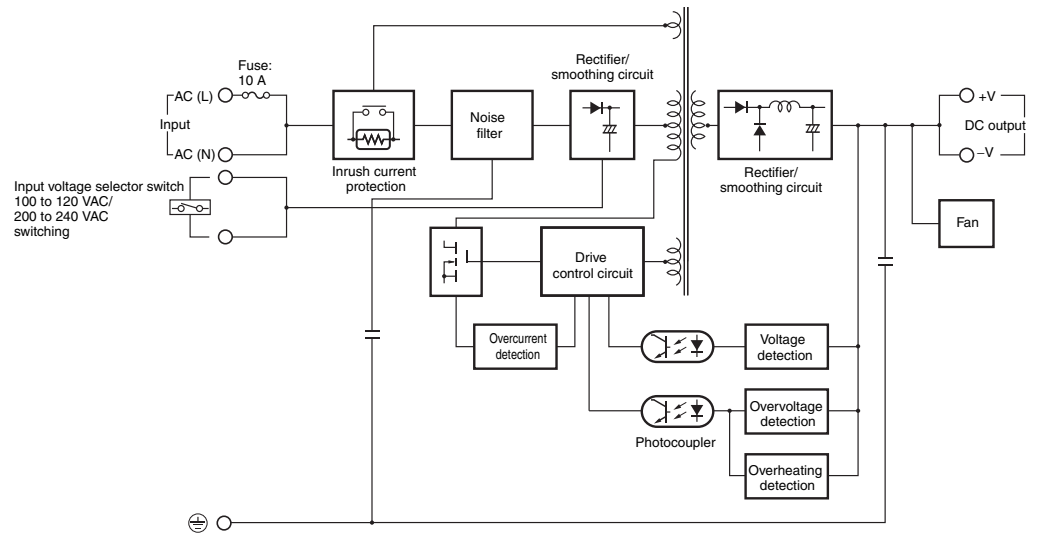 Fuse:
10 A
AC (L)
Input
AC (N)
Input voltage selector switch
100 to 120 VAC/
200 to 240 VAC
switching
Inrush current
protection
Noise
filter
Rectifier/
smoothing circuit
Rectifier/
smoothing circuit
+V
DC output
–V
Fan
Drive
control circuit
Overcurrent
detection
Voltage
detection
Overvoltage
detection
Photocoupler
Overheating
detection